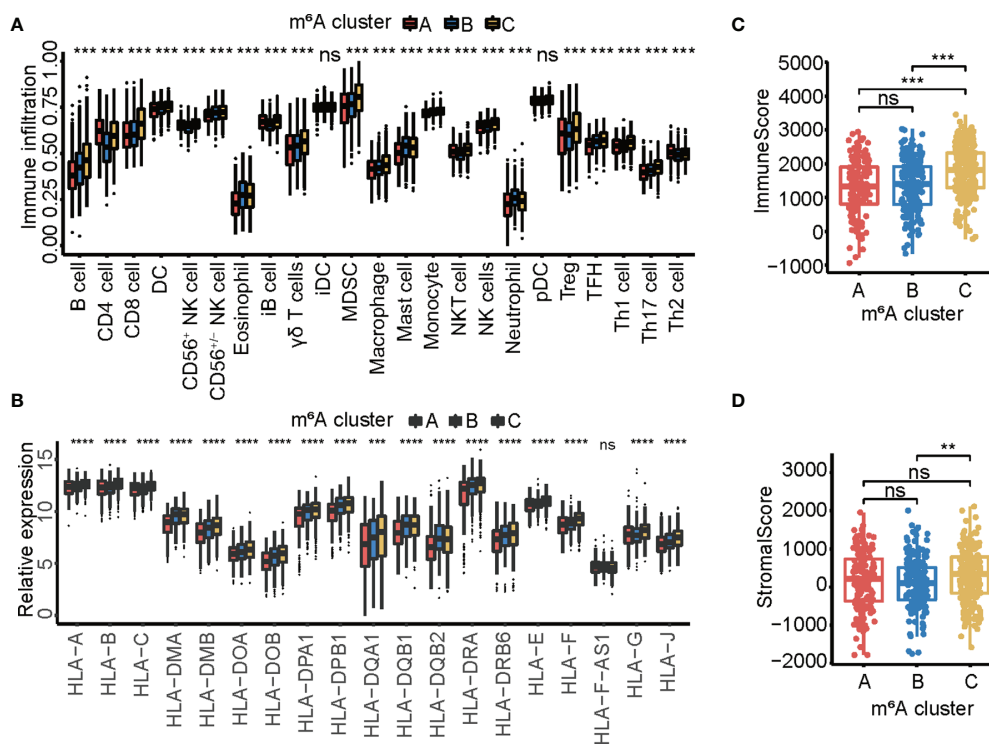 A
m⁶A cluster A B C
*** *** *** *** *** *** *** *** *** ns *** *** *** *** *** *** *** ns *** *** *** *** ***
Immune infiltration
1.00
0.75
0.50
0.25
0.00
B cell
CD4 cell
CD8 cell
DC
CD56⁺ NK cell
CD56⁺/⁻ NK cell
Eosinophil
iB cell
γδ T cells
iDC
MDSC
Macrophage
Mast cell
Monocyte
NKT cell
NK cells
Neutrophil
pDC
Treg
TFH
Th1 cell
Th17 cell
Th2 cell
B
m⁶A cluster A B C
**** **** **** **** **** **** **** **** **** *** **** **** **** **** **** **** ns **** ****
Relative expression
15
10
5
0
HLA−A
HLA−B
HLA−C
HLA−DMA
HLA−DMB
HLA−DOA
HLA−DOB
HLA−DPA1
HLA−DPB1
HLA−DQA1
HLA−DQB1
HLA−DQB2
HLA−DRA
HLA−DRB6
HLA−E
HLA−F
HLA−F−AS1
HLA−G
HLA−J
C
***
***
ns
ImmuneScore
5000
4000
3000
2000
1000
0
−1000
A B C
m⁶A cluster
D
**
ns
ns
StromalScore
3000
2000
1000
0
−1000
−2000
A B C
m⁶A cluster